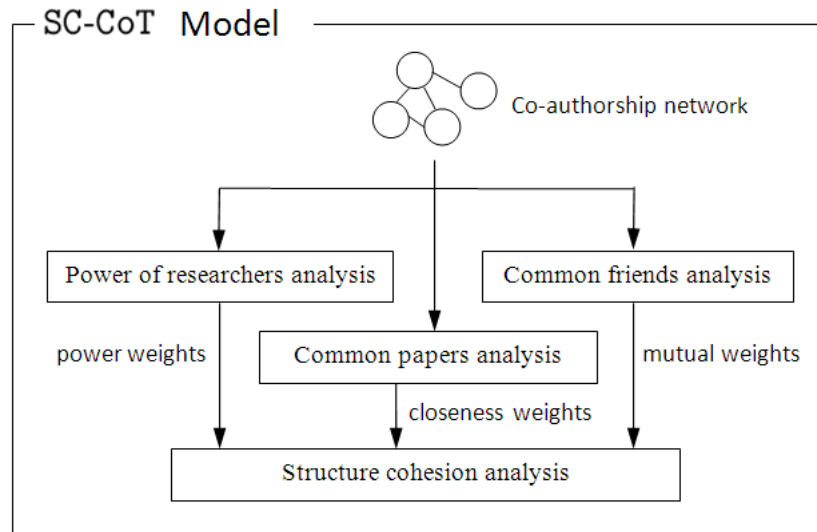 SC-CoT Model
Co-authorship network
Power of researchers analysis
Common friends analysis
power weights
Common papers analysis
mutual weights
closeness weights
Structure cohesion analysis